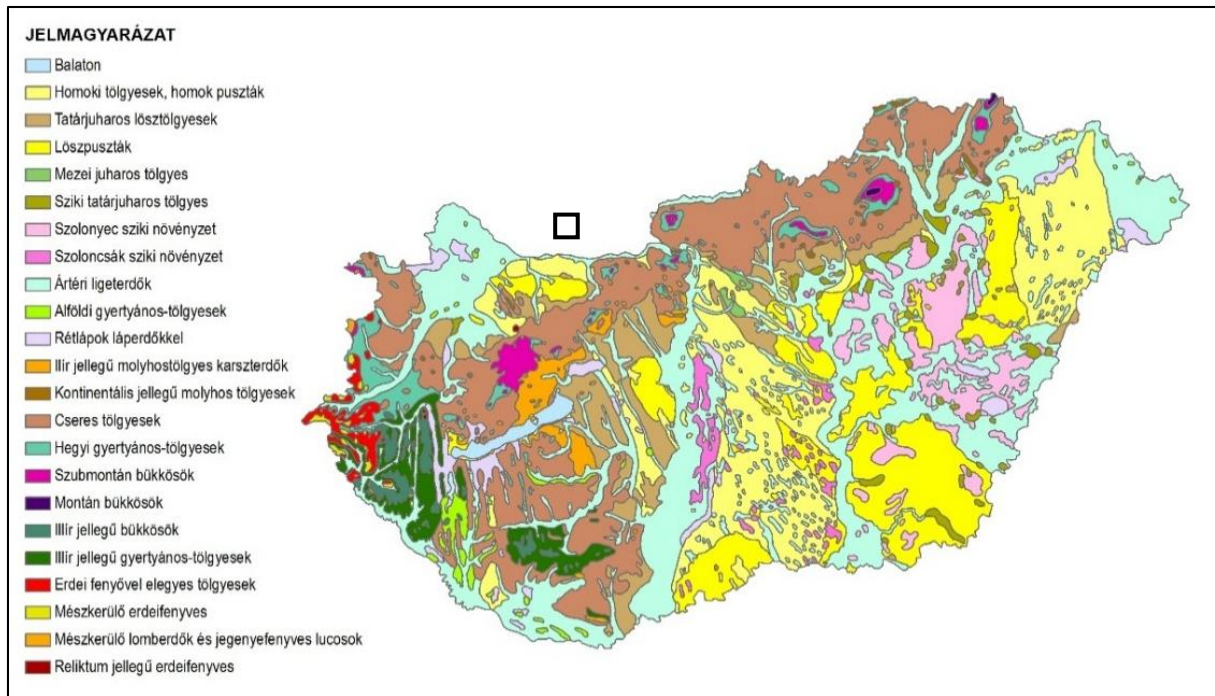 JELMAGYARÁZAT
Balaton
Homoki tölgyesek, homok puszták
Tatárjuharos lösztölgyesek
Löszpuszták
Mezei juharos tölgyes
Sziki tatárjuharos tölgyes
Szolonyec sziki növényzet
Szoloncsák sziki növényzet
Ártéri ligeterdők
Alföldi gyertyános-tölgyesek
Rétlápok láperdőkkel
Illír jellegű molyhostölgyes karszterdők
Kontinentális jellegű molyhos tölgyesek
Cseres tölgyesek
Hegyi gyertyános-tölgyesek
Szubmontán bükkösök
Montán bükkösök
Illír jellegű bükkösök
Illír jellegű gyertyános-tölgyesek
Erdei fenyővel elegyes tölgyesek
Mészkerülő erdeifenyves
Mészkerülő lomberdők és jegenyefenyves lucosok
Reliktum jellegű erdeifenyves